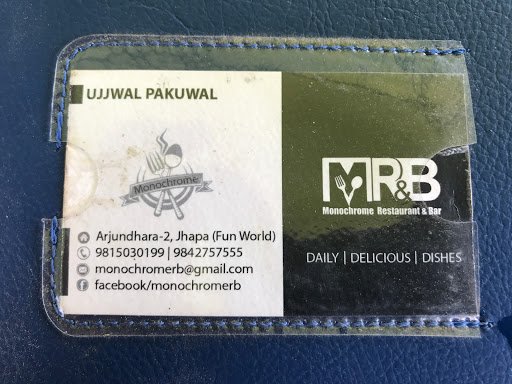 UJJWAL PAKUWAL
Monochrome
Arjundhara-2, Jhapa (Fun World)
9815030199 | 9842757555
monochromerb@gmail.com
facebook/monochromerb
MR&B
Monochrome Restaurant & Bar
DAILY | DELICIOUS | DISHES